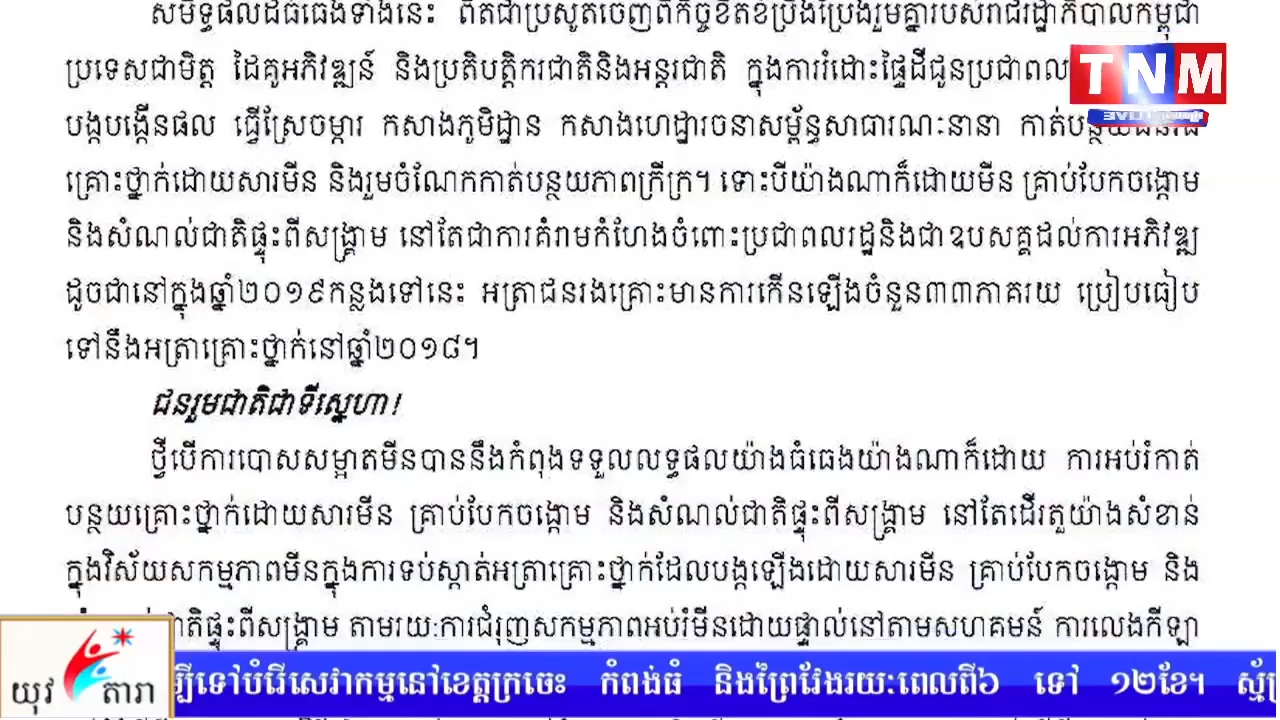 សមិទ្ធផលដ៏ធំធេងទាំងនេះ ពិតជាប្រសូតចេញពីកិច្ចខិតខំប្រឹងប្រែងរួមគ្នារបស់រាជរដ្ឋាភិបាលកម្ពុជា
ប្រទេសជាមិត្ត ដៃគូអភិវឌ្ឍន៍ និងប្រតិបត្តិករជាតិនិងអន្តរជាតិ ក្នុងការរំដោះផ្ទៃដីជូនប្រជាពល
TNM
បង្កបង្កើនផល ធ្វើស្រែចម្ការ កសាងភូមិដ្ឋាន កសាងហេដ្ឋារចនាសម្ព័ន្ធសាធារណៈនានា កាត់បន្ថយជនរង
គ្រោះថ្នាក់ដោយសារមីន និងរួមចំណែកកាត់បន្ថយភាពក្រីក្រ។ ទោះបីយ៉ាងណាក៏ដោយមីន គ្រាប់បែកចង្កោម
និងសំណល់ជាតិផ្ទុះពីសង្គ្រាម នៅតែជាការគំរាមកំហែងចំពោះប្រជាពលរដ្ឋនិងជាឧបសគ្គដល់ការអភិវឌ្ឍ
ដូចជានៅក្នុងឆ្នាំ២០១៩កន្លងទៅនេះ អត្រាជនរងគ្រោះមានការកើនឡើងចំនួន៣៣ភាគរយ ប្រៀបធៀប
ទៅនឹងអត្រាគ្រោះថ្នាក់នៅឆ្នាំ២០១៨។
ជនរួមជាតិជាទីស្នេហា!
ថ្វីបើការបោសសម្អាតមីនបាននឹងកំពុងទទួលលទ្ធផលយ៉ាងធំធេងយ៉ាងណាក៏ដោយ ការអប់រំកាត់
បន្ថយគ្រោះថ្នាក់ដោយសារមីន គ្រាប់បែកចង្កោម និងសំណល់ជាតិផ្ទុះពីសង្គ្រាម នៅតែដើរតួយ៉ាងសំខាន់
ក្នុងវិស័យសកម្មភាពមីនក្នុងការទប់ស្កាត់អត្រាគ្រោះថ្នាក់ដែលបង្កឡើងដោយសារមីន គ្រាប់បែកចង្កោម និង
ជាតិផ្ទុះពីសង្គ្រាម តាមរយៈការជំរុញសកម្មភាពអប់រំមីនដោយផ្ទាល់នៅតាមសហគមន៍ ការលេងកីឡា
យុវ តារា
ឡីទៅបំរើសេវាកម្មនៅខេត្តក្រចេះ កំពង់ធំ និងព្រៃវែងរយៈពេលពី៦ ទៅ ១២ខែ។